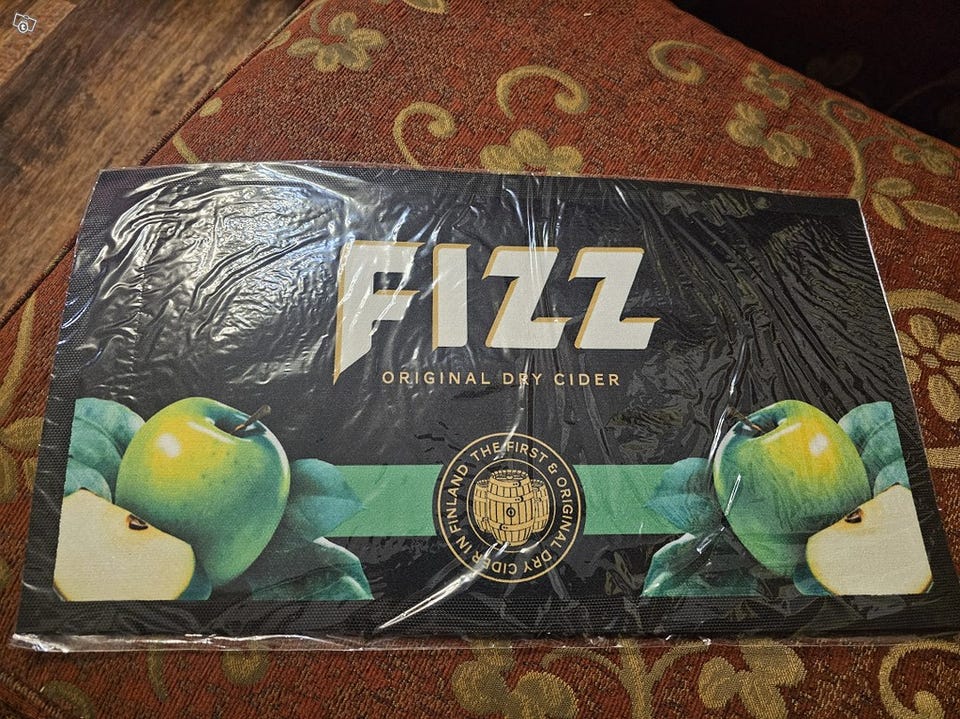 FIZZ
ORIGINAL DRY CIDER
THE FIRST & ORIGINAL DRY CIDER IN FINLAND
t